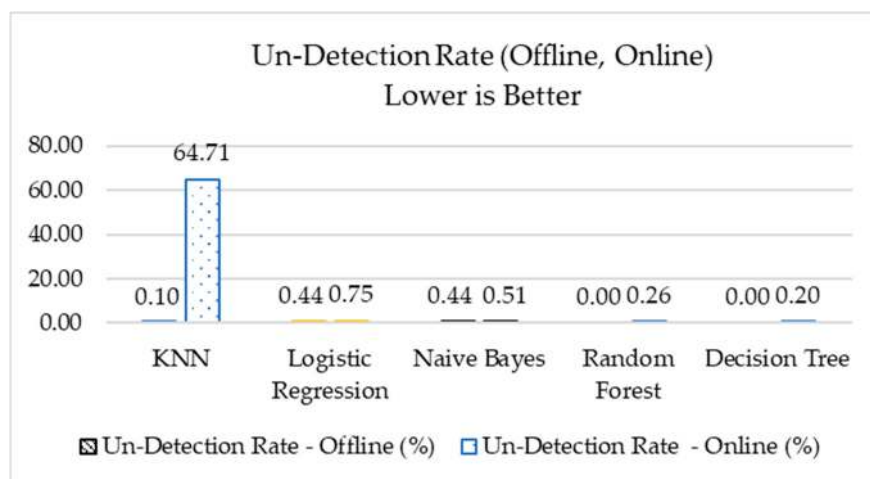 Un-Detection Rate (Offline, Online)
Lower is Better
80.00
64.71
60.00
40.00
20.00
0.10
0.44 0.75
0.44 0.51
0.00 0.26
0.00 0.20
0.00
KNN
Logistic
Regression
Naive Bayes
Random
Forest
Decision Tree
Un-Detection Rate - Offline (%)
Un-Detection Rate - Online (%)